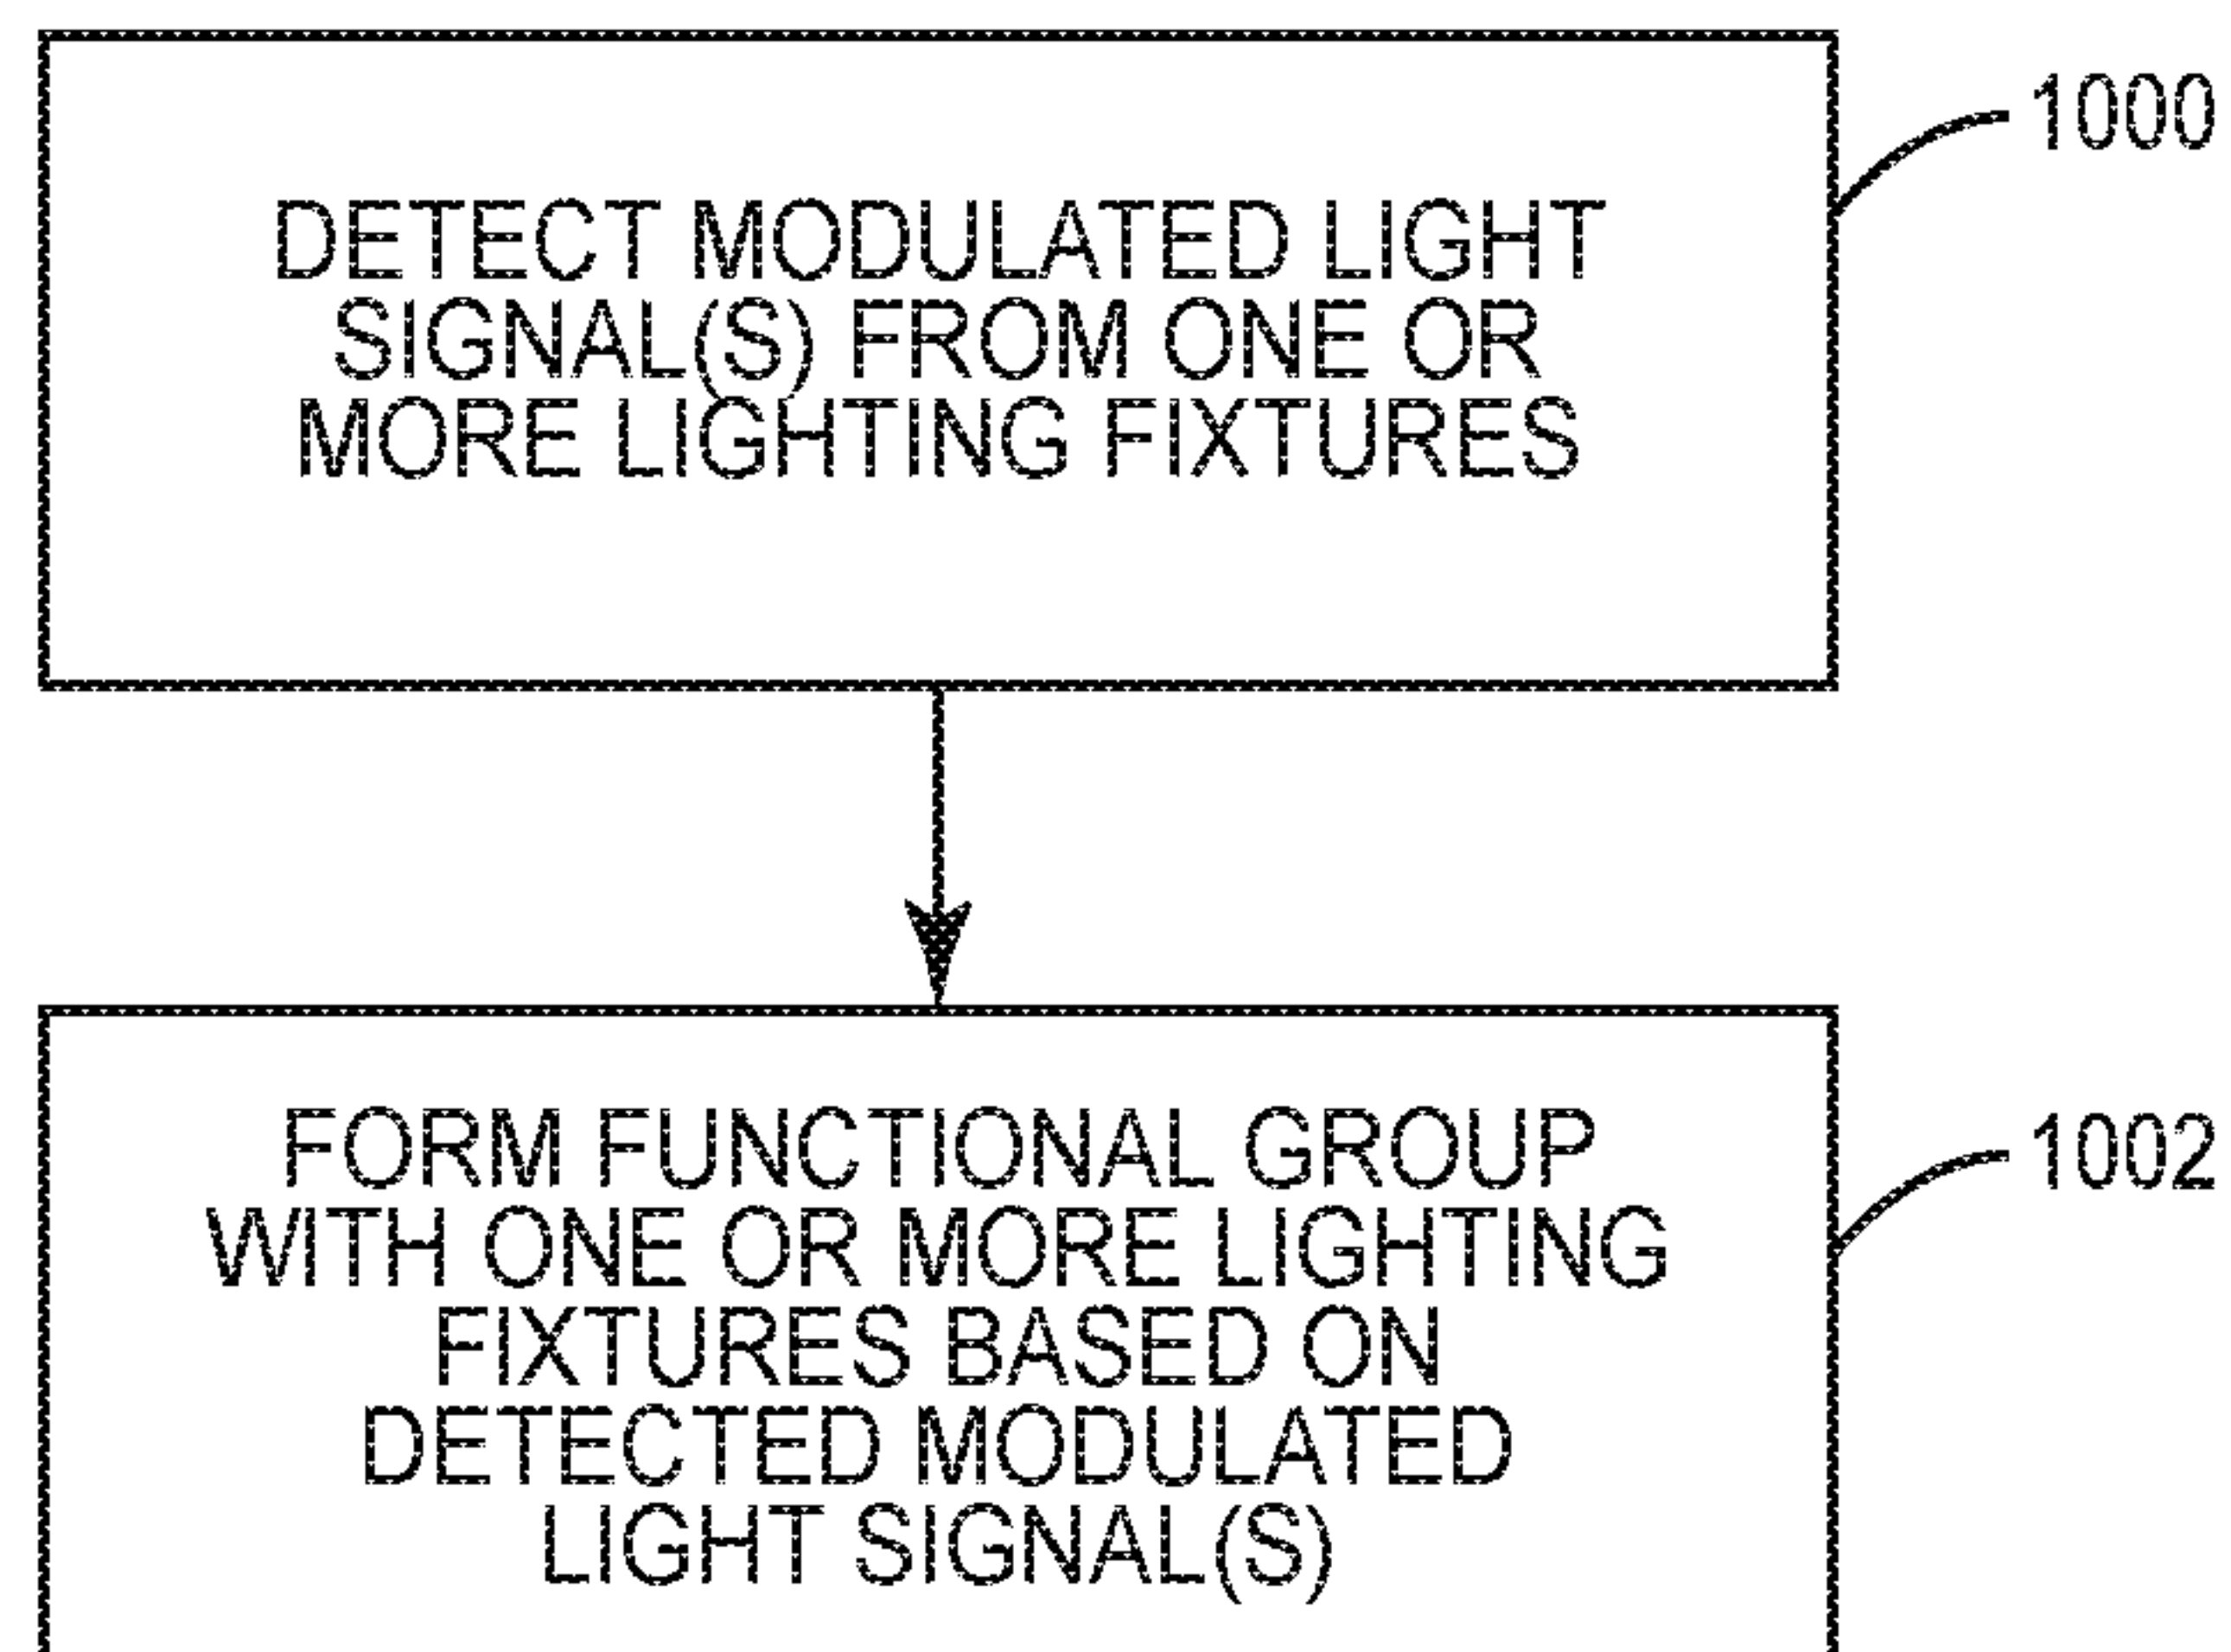 DETECT MODULATED LIGHT
SIGNAL(S) FROM ONE OR
MORE LIGHTING FIXTURES
1000
FORM FUNCTIONAL GROUP
WITH ONE OR MORE LIGHTING
FIXTURES BASED ON
DETECTED MODULATED
LIGHT SIGNAL(S)
1002